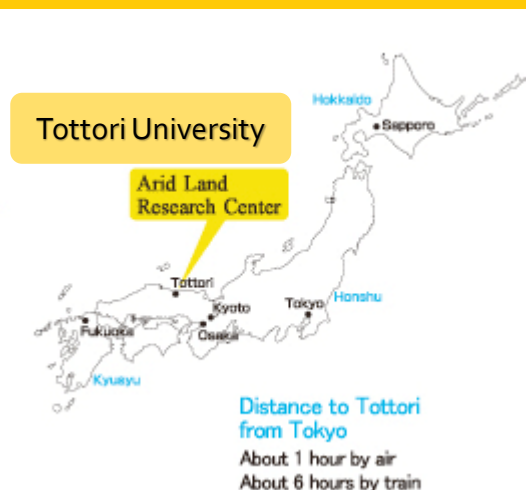 Tottori University
Hokkaido
Sapporo
Arid Land
Research Center
Tottori
Kyoto
Tokyo
Honshu
Fukuoka
Osaka
Kyusyu
Distance to Tottori
from Tokyo
About 1 hour by air
About 6 hours by train